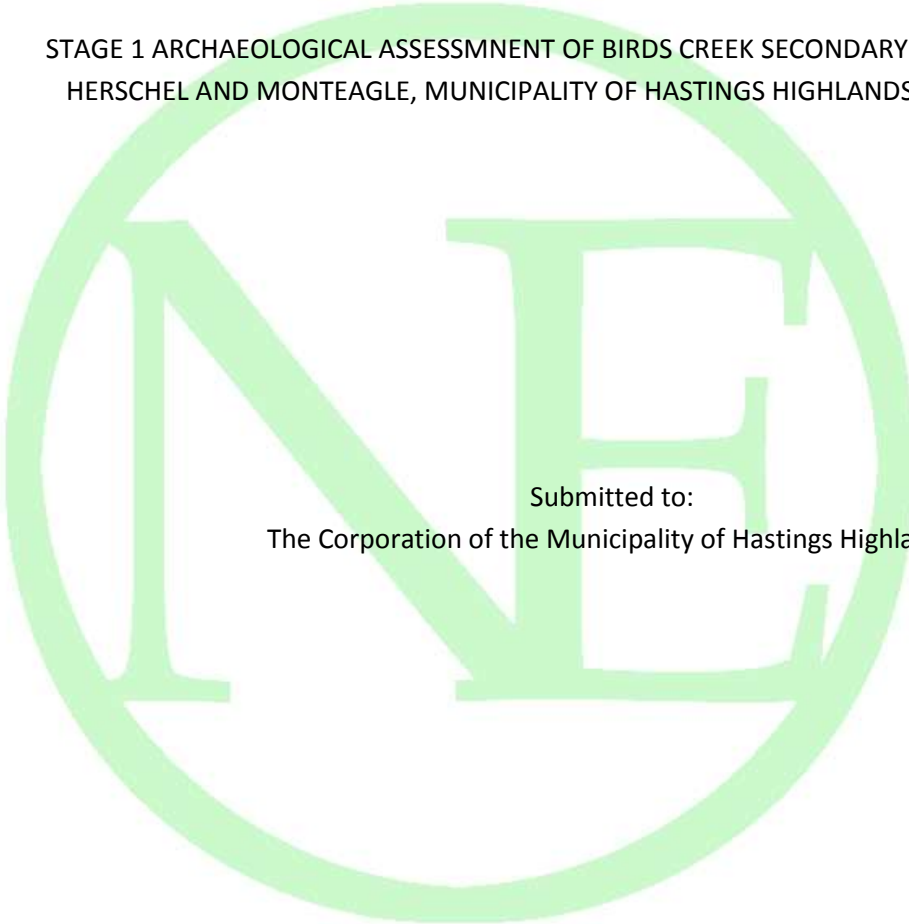 STAGE 1 ARCHAEOLOGICAL ASSESSMNENT OF BIRDS CREEK SECONDARY
HERSCHEL AND MONTEAGLE, MUNICIPALITY OF HASTINGS HIGHLANDS
NE
Submitted to:
The Corporation of the Municipality of Hastings